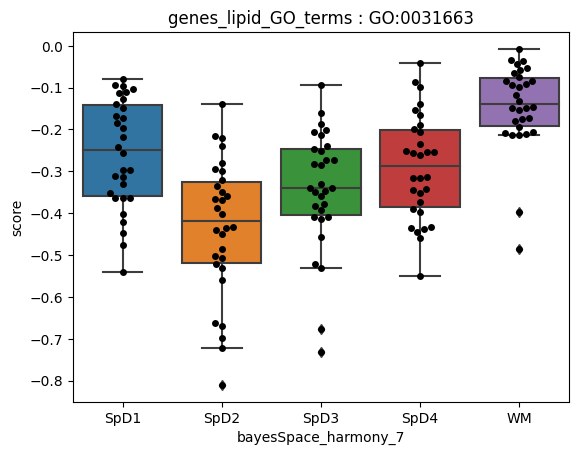 genes_lipid_GO_terms : GO:0031663
0.0
−0.1
−0.2
−0.3
−0.4
−0.5
−0.6
−0.7
−0.8
score
SpD1 SpD2 SpD3 SpD4 WM
bayesSpace_harmony_7